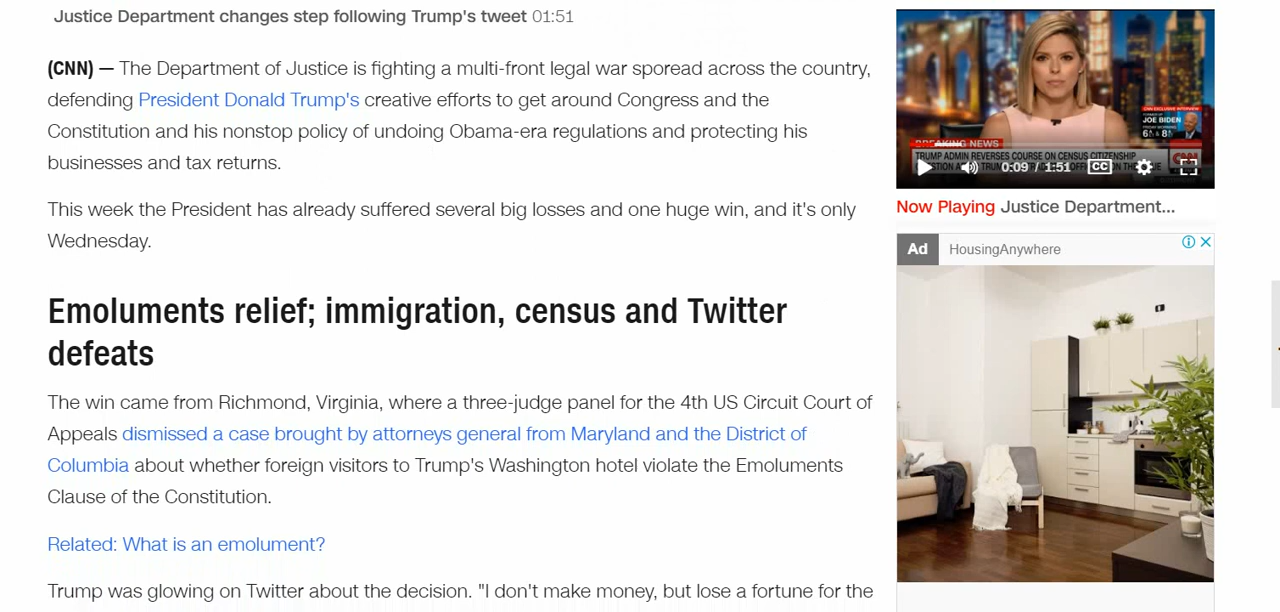 Justice Department changes step following Trump's tweet 01:51
(CNN) — The Department of Justice is fighting a multi-front legal war sporead across the country,
defending President Donald Trump's creative efforts to get around Congress and the
Constitution and his nonstop policy of undoing Obama-era regulations and protecting his
businesses and tax returns.
This week the President has already suffered several big losses and one huge win, and it's only
Wednesday.
Emoluments relief; immigration, census and Twitter
defeats
The win came from Richmond, Virginia, where a three-judge panel for the 4th US Circuit Court of
Appeals dismissed a case brought by attorneys general from Maryland and the District of
Columbia about whether foreign visitors to Trump's Washington hotel violate the Emoluments
Clause of the Constitution.
Related: What is an emolument?
Trump was glowing on Twitter about the decision. "I don't make money, but lose a fortune for the
CNN EXCLUSIVE INTERVIEW
JOE BIDEN
BREAKING NEWS
TRUMP ADMIN REVERSES COURSE ON CENSUS CITIZENSHIP
0:09 / 1:51 CC
Now Playing Justice Department...
Ad HousingAnywhere